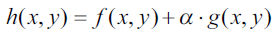 h(x, y) = f(x, y) + α · g(x, y)